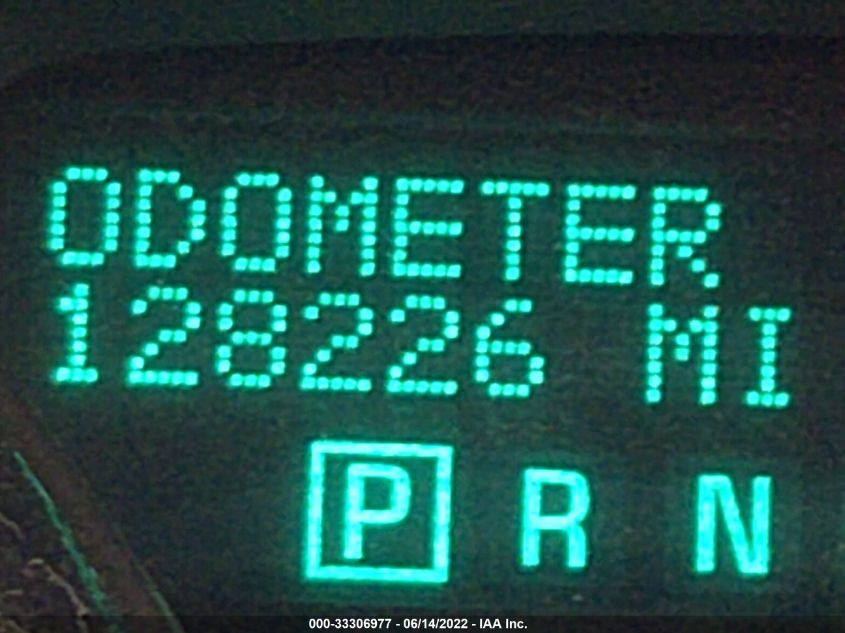 ODOMETER
128226 MI
P R N
000-33306977 - 06/14/2022 - IAA Inc.